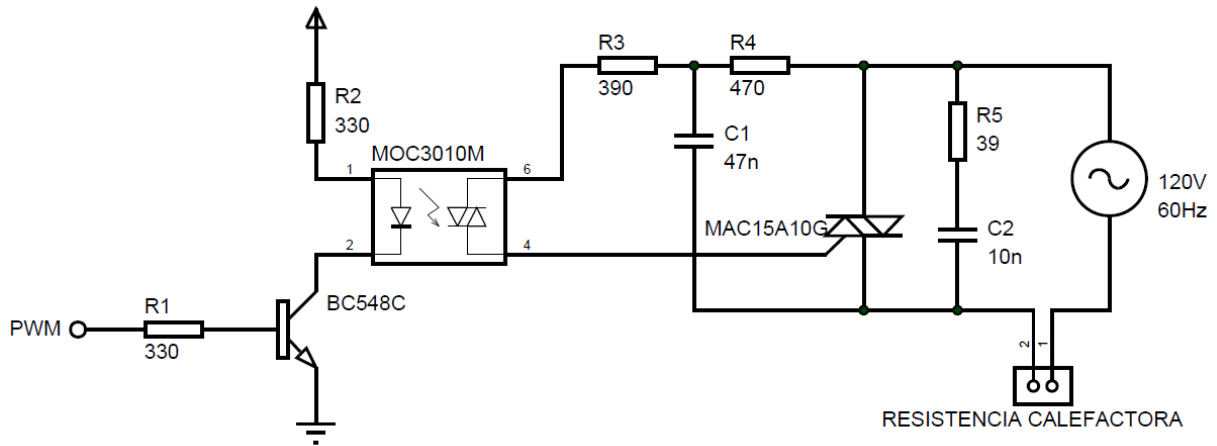 R3
390
R4
470
R2
330
MOC3010M
1
6
2
4
C1
47n
R5
39
120V
60Hz
MAC15A10G
C2
10n
BC548C
PWM
R1
330
2
1
RESISTENCIA CALEFACTORA